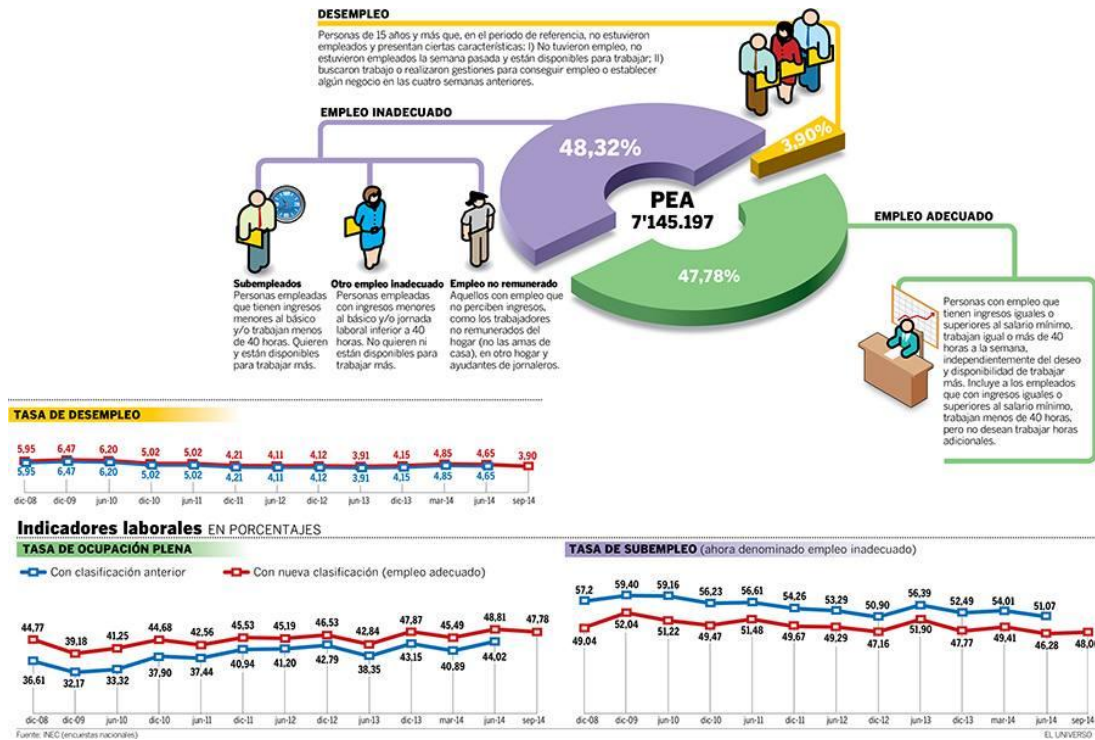 DESEMPLEO
Personas de 15 años y más que, en el periodo de referencia, no estuvieron
empleados y presentan ciertas características; I) No tuvieron empleo, no
estuvieron empleados la semana pasada y están disponibles para trabajar; II)
buscaron trabajo o realizaron gestiones para conseguir empleo o establecer
algún negocio en las cuatro semanas anteriores.
EMPLEO INADECUADO
48,32%
3,90%
PEA
7'145.197
47,78%
EMPLEO ADECUADO
Subempleados
Personas empleadas
que tienen ingresos
menores al básico
y/o trabajan menos
de 40 horas. Quieren
y están disponibles
para trabajar más.
Otro empleo inadecuado
Personas empleadas
con ingresos menores
al básico y/o jornada
laboral inferior a 40
horas. No quieren ni
están disponibles para
trabajar más.
Empleo no remunerado
Aquellos con empleo que
no perciben ingresos,
como los trabajadores
no remunerados del
hogar (no las amas de
casa), en otro hogar y
ayudantes de jornaleros.
Personas con empleo que
tienen ingresos iguales o
superiores al salario mínimo,
trabajan igual o más de 40
horas a la semana,
independientemente del deseo
y disponibilidad de trabajar
más. Incluye a los empleados
que con ingresos iguales o
superiores al salario mínimo,
trabajan menos de 40 horas,
pero no desean trabajar horas
adicionales.
TASA DE DESEMPLEO
5,95 6,47 6,20 5,02 5,02 4,21 4,11 4,12 3,91 4,15 4,85 4,65 3,90
5,95 6,47 6,20 5,02 5,02 4,21 4,11 4,12 3,91 4,15 4,85 4,65
dic-08 dic-09 jun-10 dic-10 jun-11 dic-11 jun-12 dic-12 jun-13 dic-13 mar-14 jun-14 sep-14
Indicadores laborales EN PORCENTAJES
TASA DE OCUPACIÓN PLENA
Con clasificación anterior Con nueva clasificación (empleo adecuado)
44,77 39,18 41,25 44,68 42,56 45,53 45,19 46,53 42,84 47,87 45,49 48,81 47,78
36,61 32,17 33,32 37,90 37,44 40,94 41,20 42,79 38,35 43,15 40,89 44,02
dic-08 dic-09 jun-10 dic-10 jun-11 dic-11 jun-12 dic-12 jun-13 dic-13 mar-14 jun-14 sep-14
TASA DE SUBEMPLEO (ahora denominado empleo inadecuado)
57,2 59,40 59,16 56,23 56,61 54,26 53,29 50,90 56,39 52,49 54,01 51,07
49,04 52,04 51,22 49,47 51,48 49,67 49,29 47,16 51,90 47,77 49,41 46,28
dic-08 dic-09 jun-10 dic-10 jun-11 dic-11 jun-12 dic-12 jun-13 dic-13 mar-14 jun-14 sep-14
Fuente: INEC (encuestas nacionales)
EL UNIVERSO